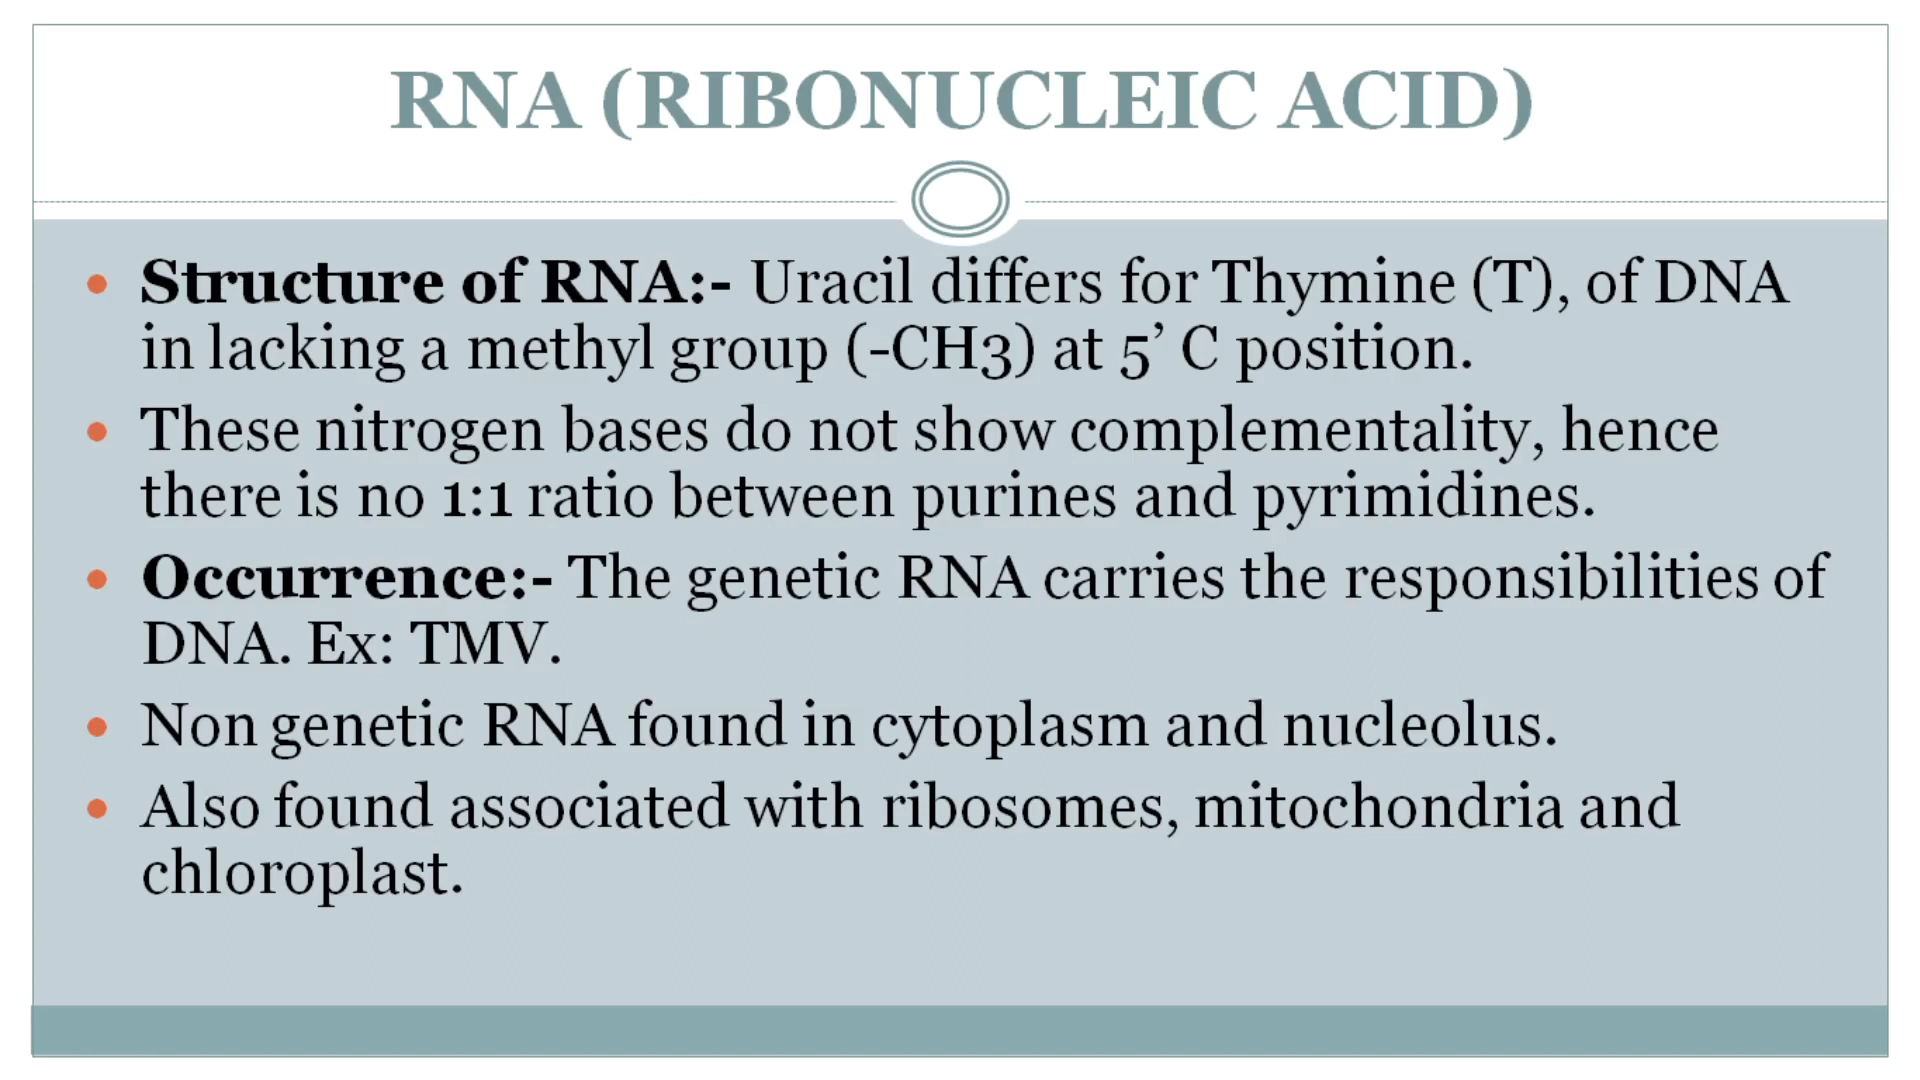 RNA (RIBONUCLEIC ACID)
Structure of RNA:- Uracil differs for Thymine (T), of DNA
in lacking a methyl group (-CH3) at 5’ C position.
These nitrogen bases do not show complementality, hence
there is no 1:1 ratio between purines and pyrimidines.
Occurrence:- The genetic RNA carries the responsibilities of
DNA. Ex: TMV.
Non genetic RNA found in cytoplasm and nucleolus.
Also found associated with ribosomes, mitochondria and
chloroplast.